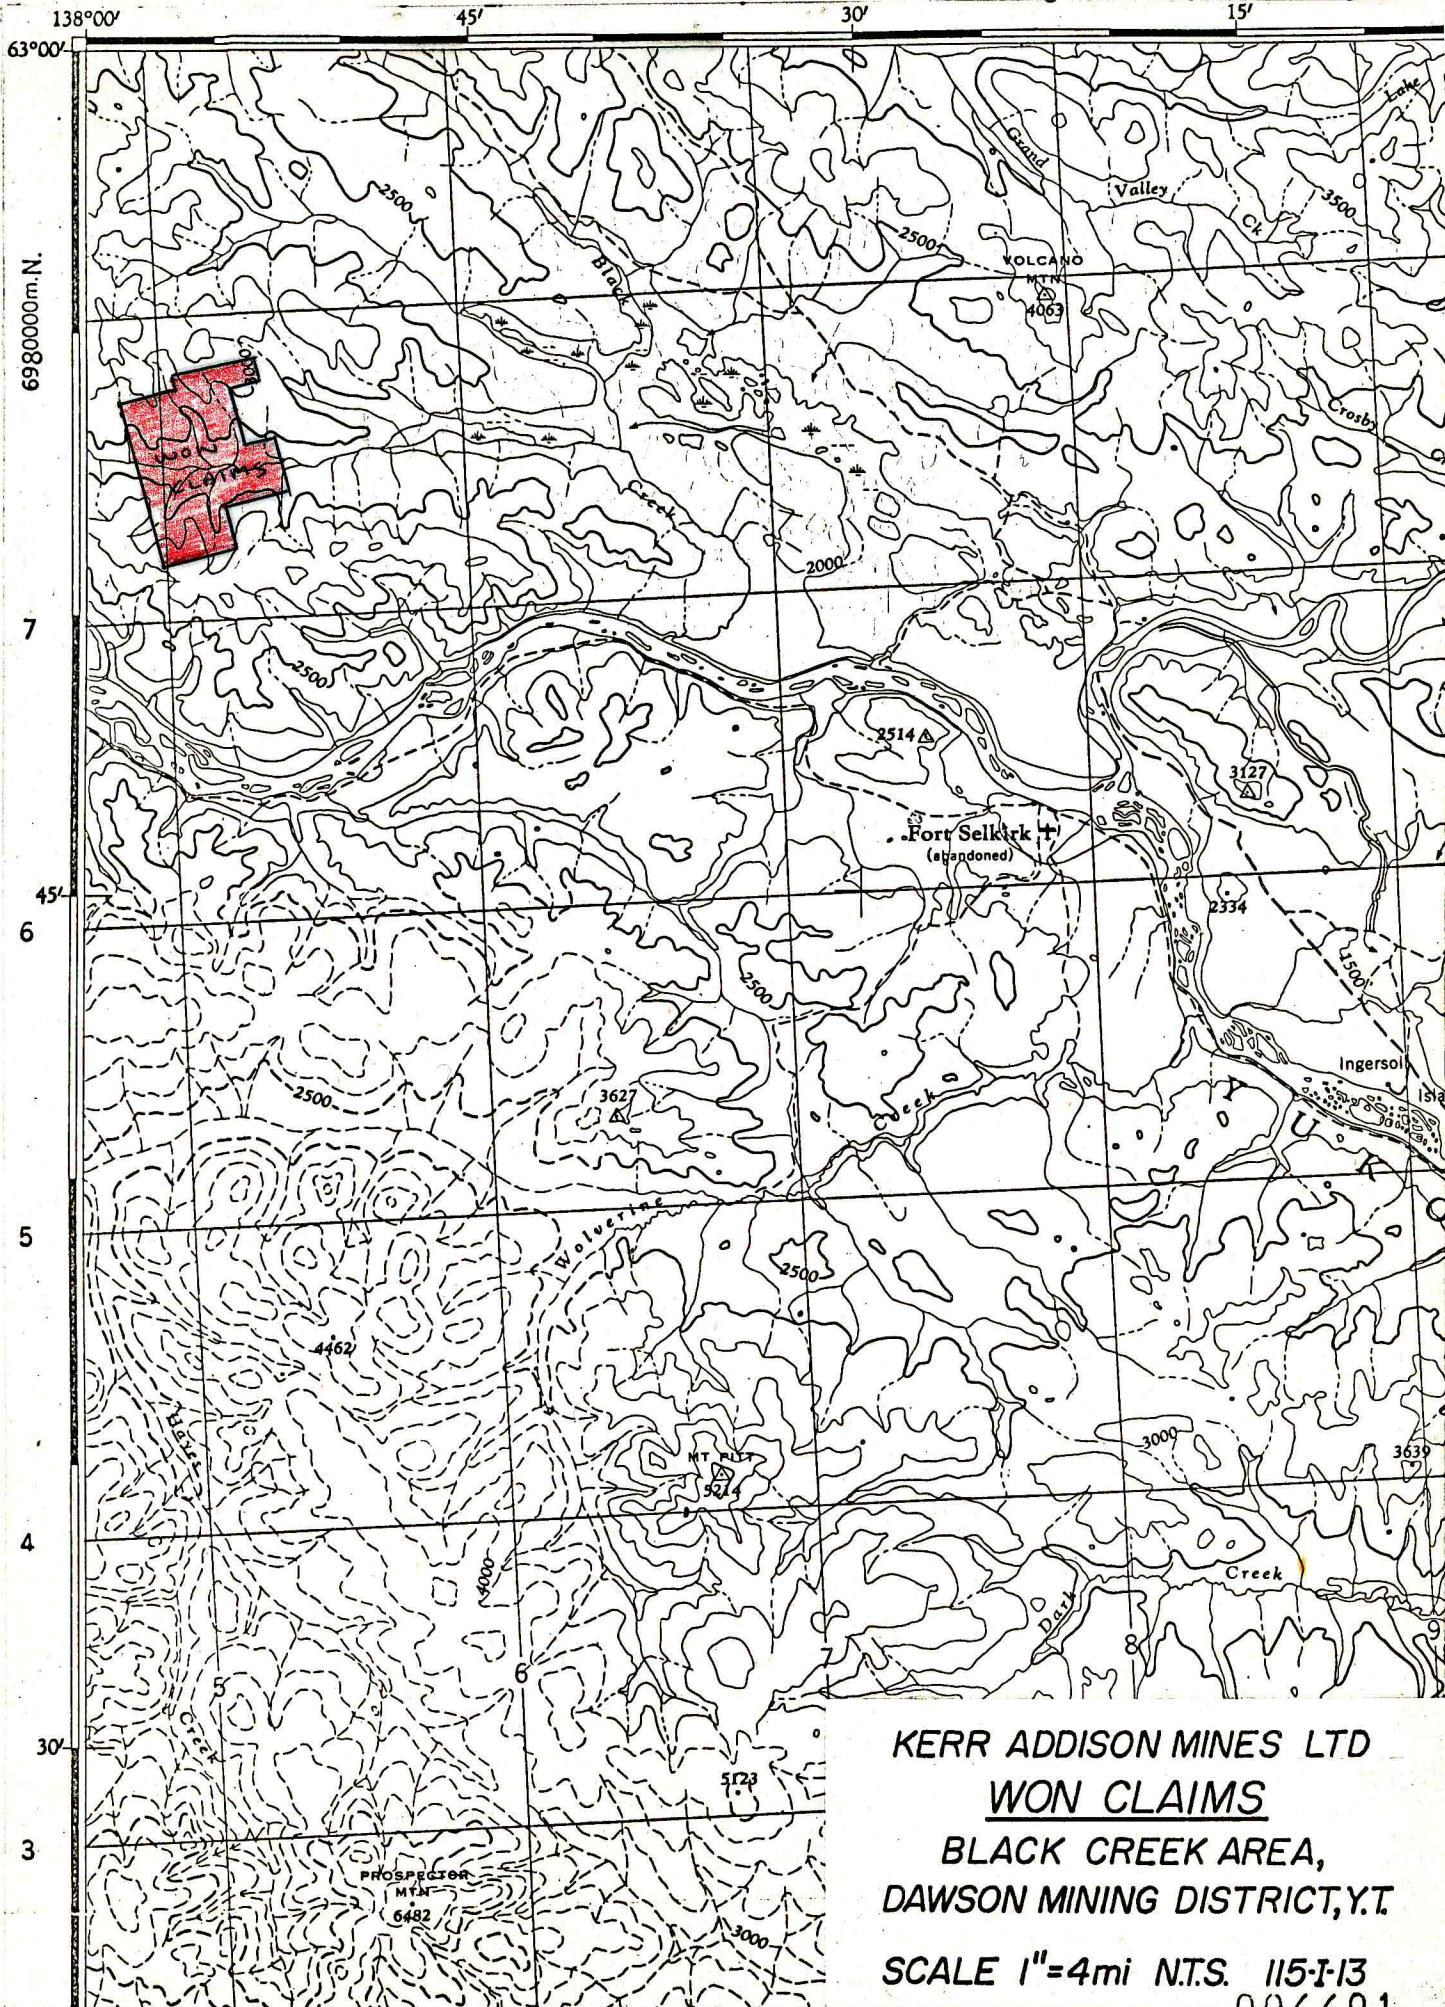 138°00′
45′
30′
15′
63°00′
Lake
Grand
Valley
Ck
3500
2500
2500
Black
VOLCANO
MTN
4063
6980000m.N.
3000
WON
CLAIMS
Crosby
Creek
2000
7
2500
2514
3127
Fort Selkirk
(abandoned)
45′
2334
6
2500
1500
Ingersol
Isla
2500
3627
Creek
Y
U
K
O
Wolverine
5
2500
4462
Hayes
MT PITT
5214
3000
3639
4
4000
Creek
Dark
5
6
7
8
9
Creek
30′
5123
3
PROSPECTOR
MTN
6482
3000
KERR ADDISON MINES LTD
WON CLAIMS
BLACK CREEK AREA,
DAWSON MINING DISTRICT, Y.T.
SCALE 1"=4mi N.T.S. 115-I-13